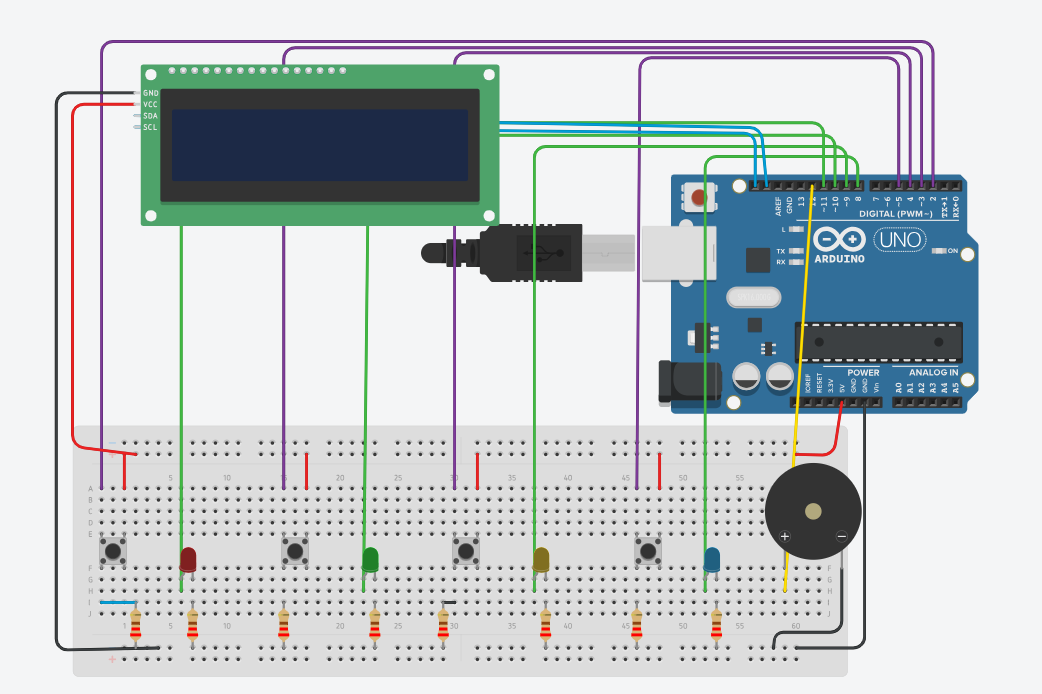 GND
VCC
SDA
SCL
AREF
GND
13
12
~11
~10
~9
8
7
~6
~5
4
~3
2
TX→1
RX←0
DIGITAL (PWM~)
L
TX
RX
ARDUINO
UNO
ON
IOREF
RESET
3.3V
5V
GND
GND
Vin
POWER
ANALOG IN
A0
A1
A2
A3
A4
A5
5 10 15 20 25 30 35 40 45 50 55
A
B
C
D
E
F
G
H
I
J
F
G
H
I
J
1 5 10 15 20 25 30 35 40 45 50 55 60